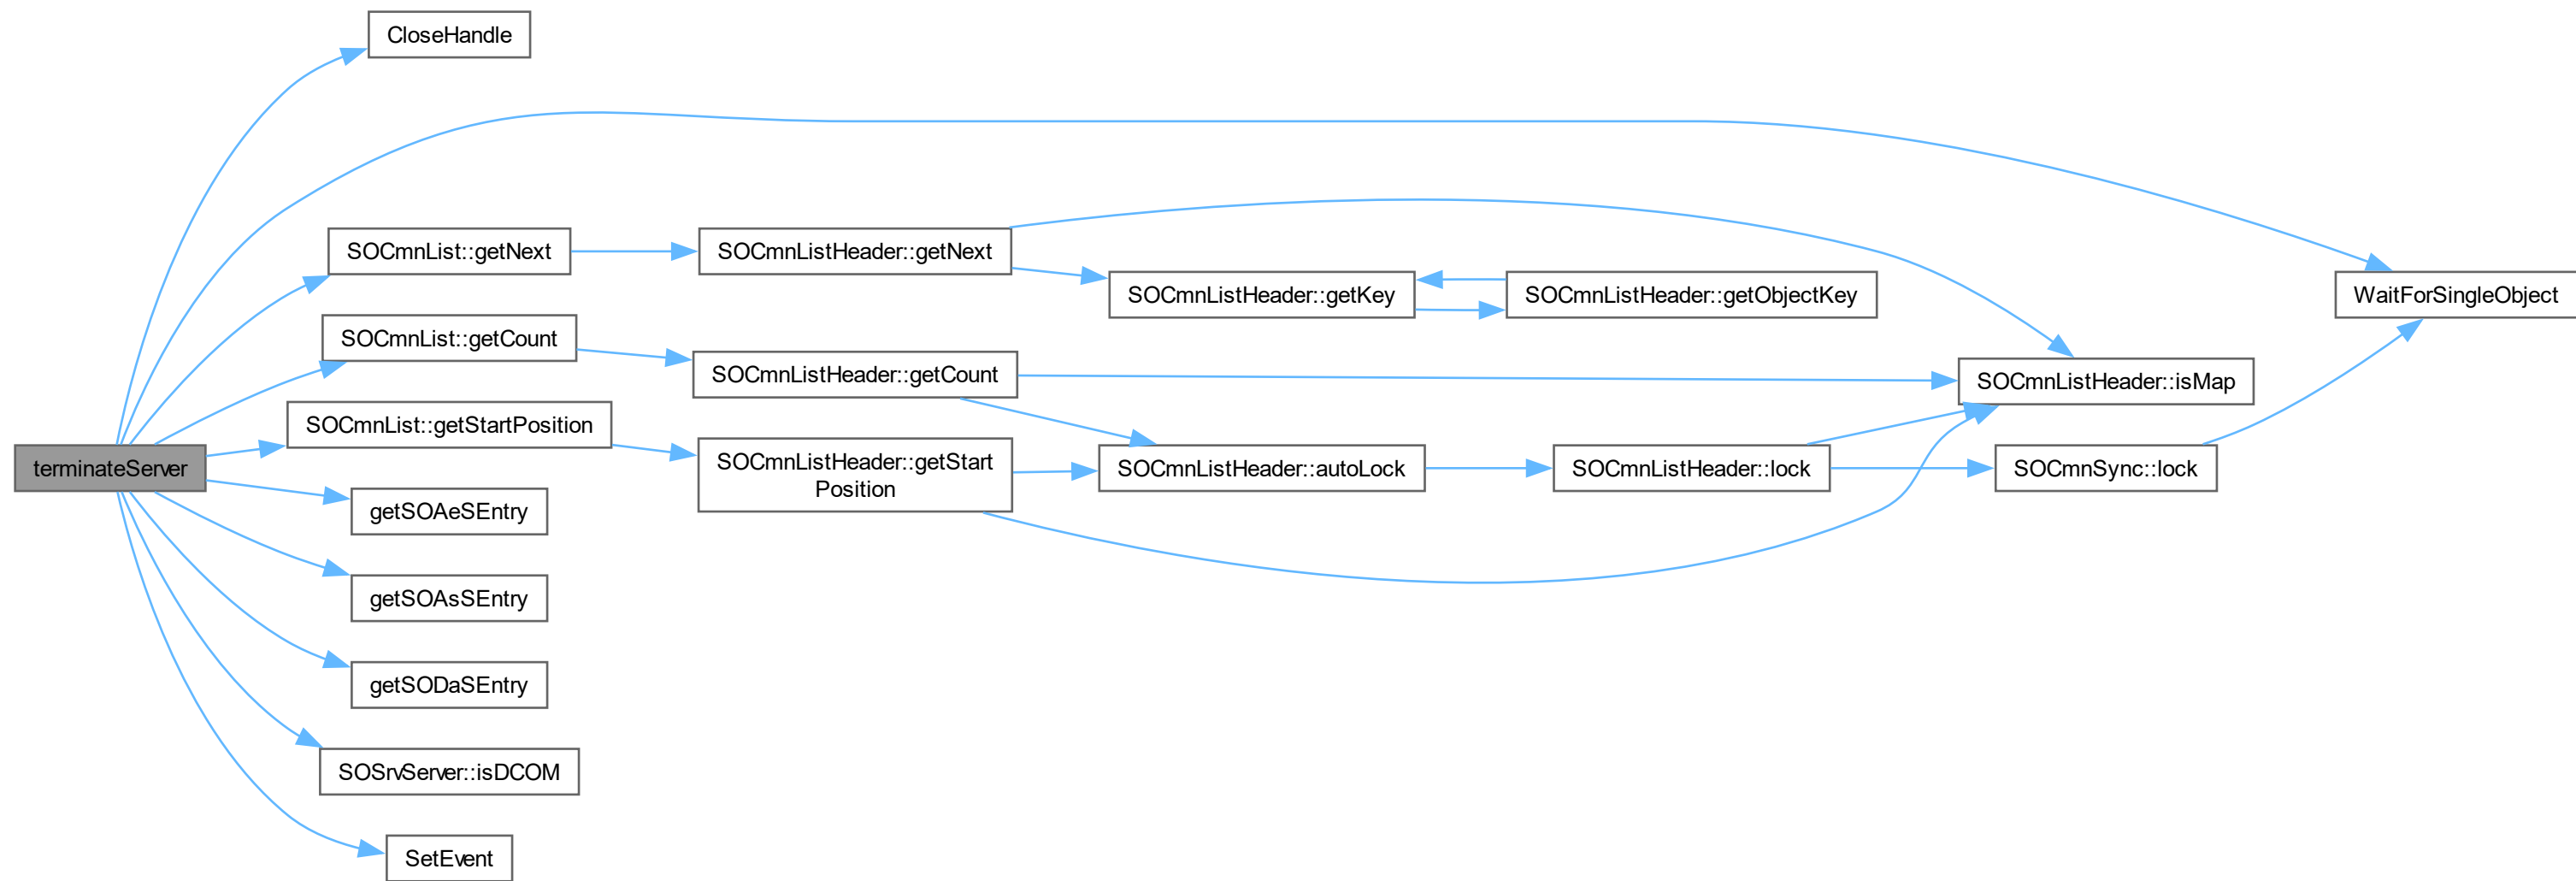 CloseHandle
SOCmnList::getNext
SOCmnListHeader::getNext
SOCmnListHeader::getKey
SOCmnListHeader::getObjectKey
WaitForSingleObject
SOCmnList::getCount
SOCmnListHeader::getCount
SOCmnListHeader::isMap
SOCmnList::getStartPosition
terminateServer
SOCmnListHeader::getStart
Position
SOCmnListHeader::autoLock
SOCmnListHeader::lock
SOCmnSync::lock
getSOAeSEntry
getSOAsSEntry
getSODaSEntry
SOSrvServer::isDCOM
SetEvent